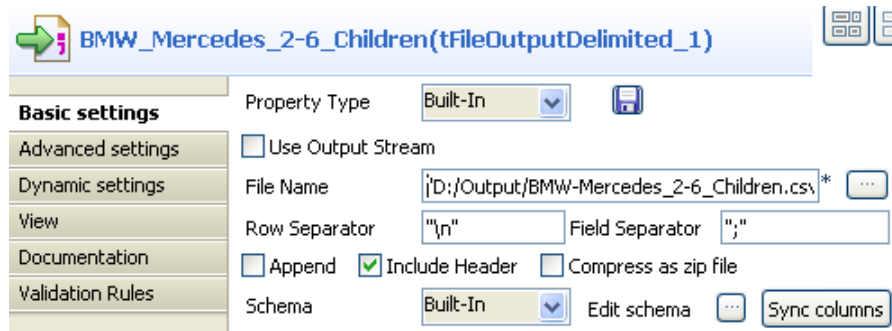 BMW_Mercedes_2-6_Children(tFileOutputDelimited_1)
Basic settings
Advanced settings
Dynamic settings
View
Documentation
Validation Rules
Property Type Built-In
Use Output Stream
File Name "D:/Output/BMW-Mercedes_2-6_Children.csv * ...
Row Separator "\n" Field Separator ";"
Append Include Header Compress as zip file
Schema Built-In Edit schema ... Sync columns